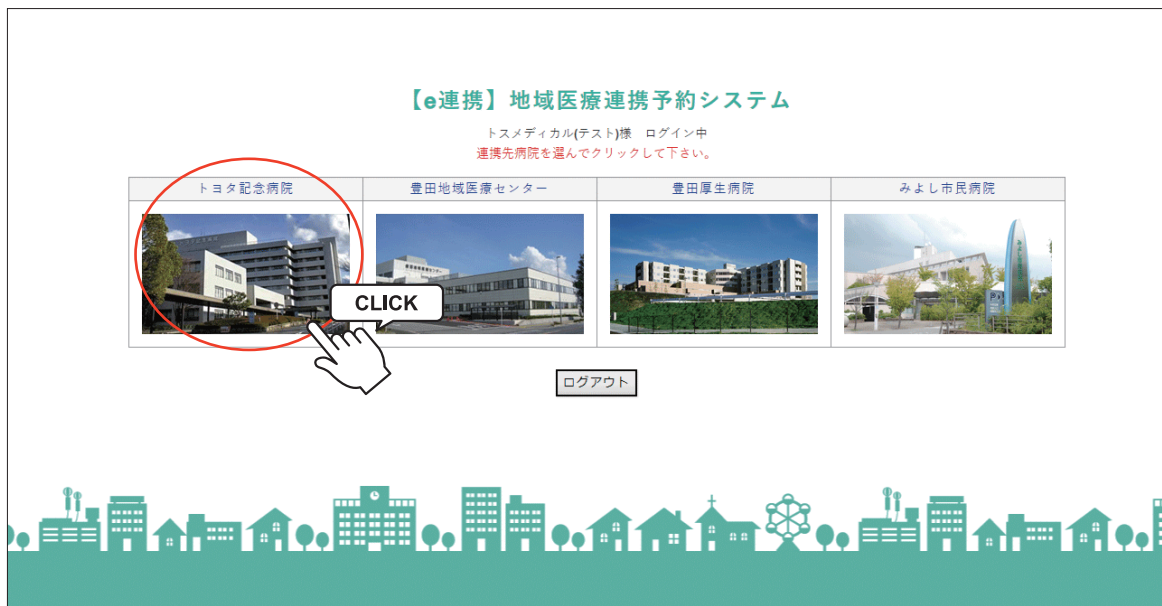 【e連携】地域医療連携予約システム
トスメディカル(テスト)様　ログイン中
連携先病院を選んでクリックして下さい。
トヨタ記念病院
豊田地域医療センター
豊田厚生病院
みよし市民病院
CLICK
ログアウト